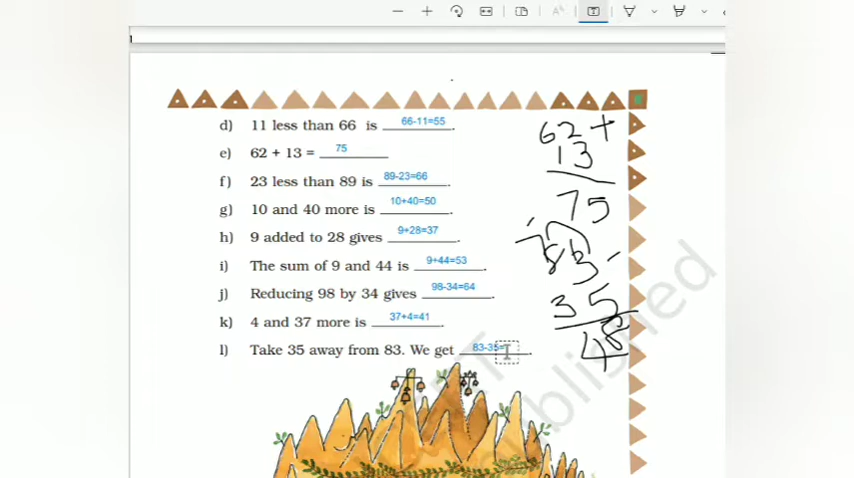 d) 11 less than 66 is 66-11=55.
e) 62 + 13 = 75
f) 23 less than 89 is 89-23=66.
g) 10 and 40 more is 10+40=50.
h) 9 added to 28 gives 9+28=37.
i) The sum of 9 and 44 is 9+44=53.
j) Reducing 98 by 34 gives 98-34=64.
k) 4 and 37 more is 37+4=41.
l) Take 35 away from 83. We get 83-35=.
62 +
13
75
7
83 -
35
48